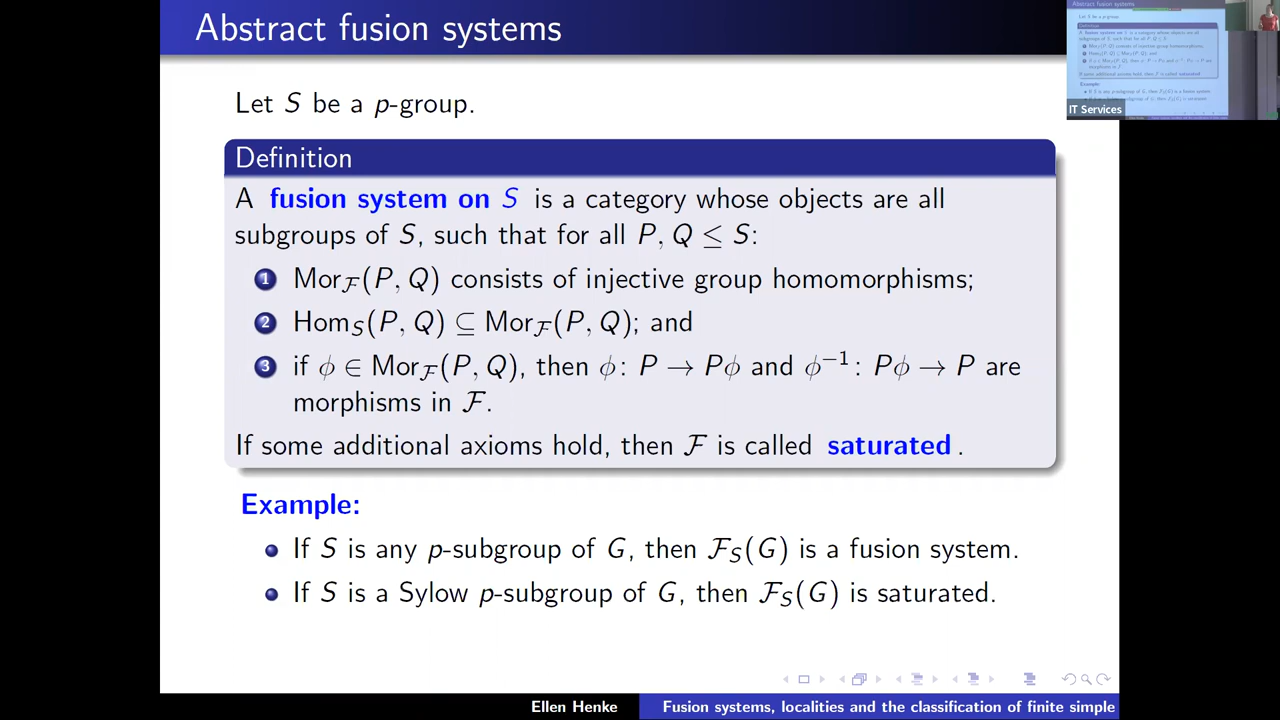 Abstract fusion systems
Let S be a p-group.
Definition
A fusion system on S is a category whose objects are all
subgroups of S, such that for all P, Q ≤ S:
1 Mor_F(P, Q) consists of injective group homomorphisms;
2 Hom_S(P, Q) ⊆ Mor_F(P, Q); and
3 if ϕ ∈ Mor_F(P, Q), then ϕ: P → Pϕ and ϕ⁻¹: Pϕ → P are
morphisms in F.
If some additional axioms hold, then F is called saturated.
Example:
If S is any p-subgroup of G, then F_S(G) is a fusion system.
If S is a Sylow p-subgroup of G, then F_S(G) is saturated.
Ellen Henke
Fusion systems, localities and the classification of finite simple
Abstract fusion systems
IT Services